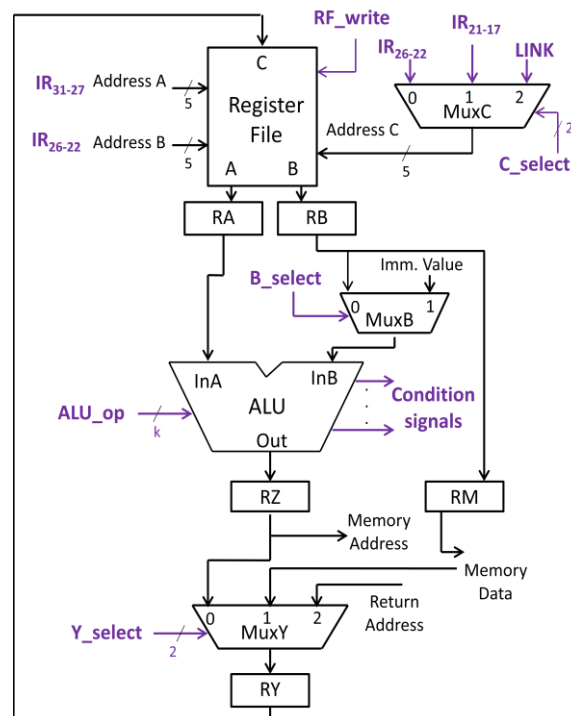 RF_write
IR21-17
IR26-22
LINK
C
IR31-27
Address A
5
Register
File
0
1
2
MuxC
Address C
2
IR26-22
Address B
5
5
C_select
A
B
RA
RB
Imm. Value
B_select
0
1
MuxB
InA
InB
ALU_op
k
ALU
Condition
signals
.
.
.
Out
RZ
RM
Memory
Address
Memory
Data
0
1
2
Return
Address
Y_select
2
MuxY
RY